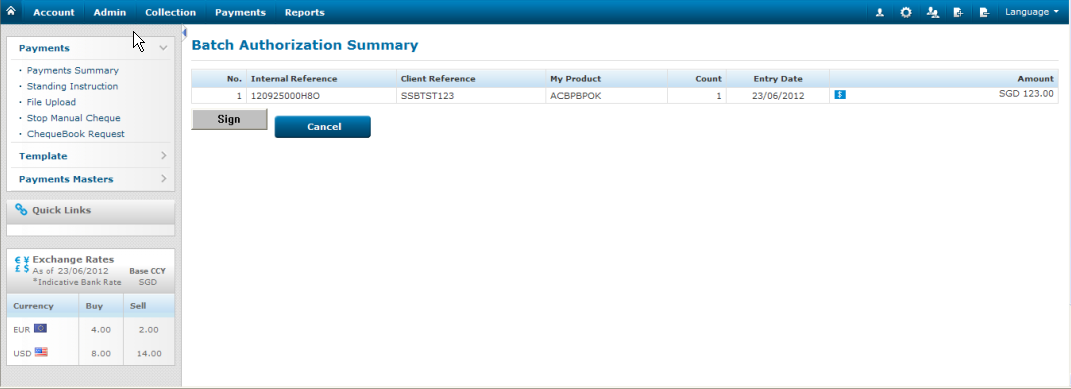 Account Admin Collection Payments Reports Language
Payments
Payments Summary
Standing Instruction
File Upload
Stop Manual Cheque
ChequeBook Request
Template
Payments Masters
Quick Links
€ ¥ Exchange Rates
£ $ As of 23/06/2012 Base CCY
*Indicative Bank Rate SGD
Currency Buy Sell
EUR 4.00 2.00
USD 8.00 14.00
Batch Authorization Summary
No. Internal Reference Client Reference My Product Count Entry Date Amount
1 120925000H8O SSBTST123 ACBPBPOK 1 23/06/2012 $ SGD 123.00
Sign Cancel